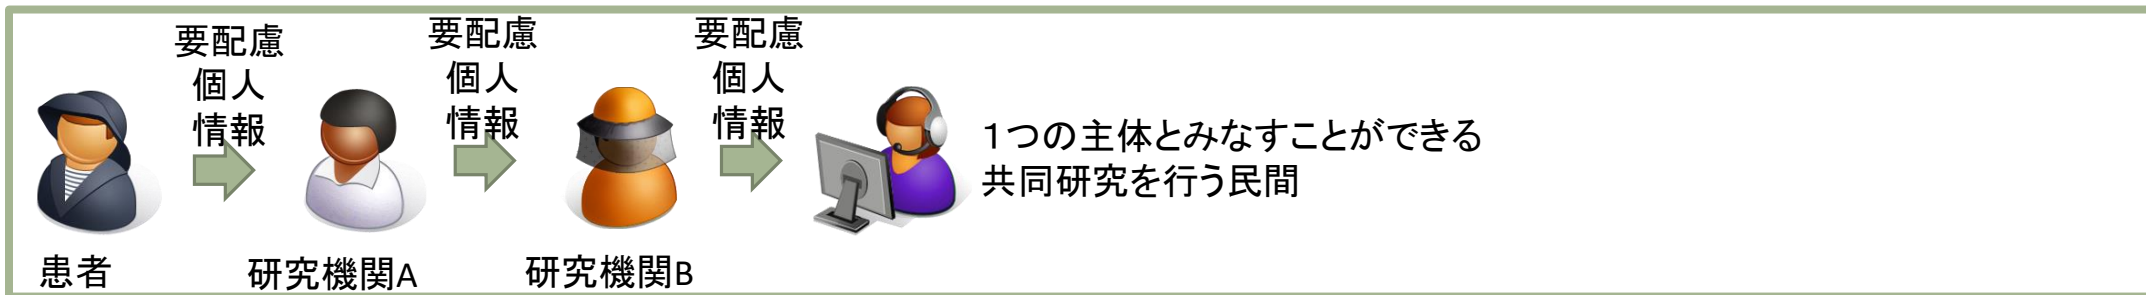 要配慮
個人
情報
要配慮
個人
情報
要配慮
個人
情報
１つの主体とみなすことができる
共同研究を行う民間
患者
研究機関A
研究機関B